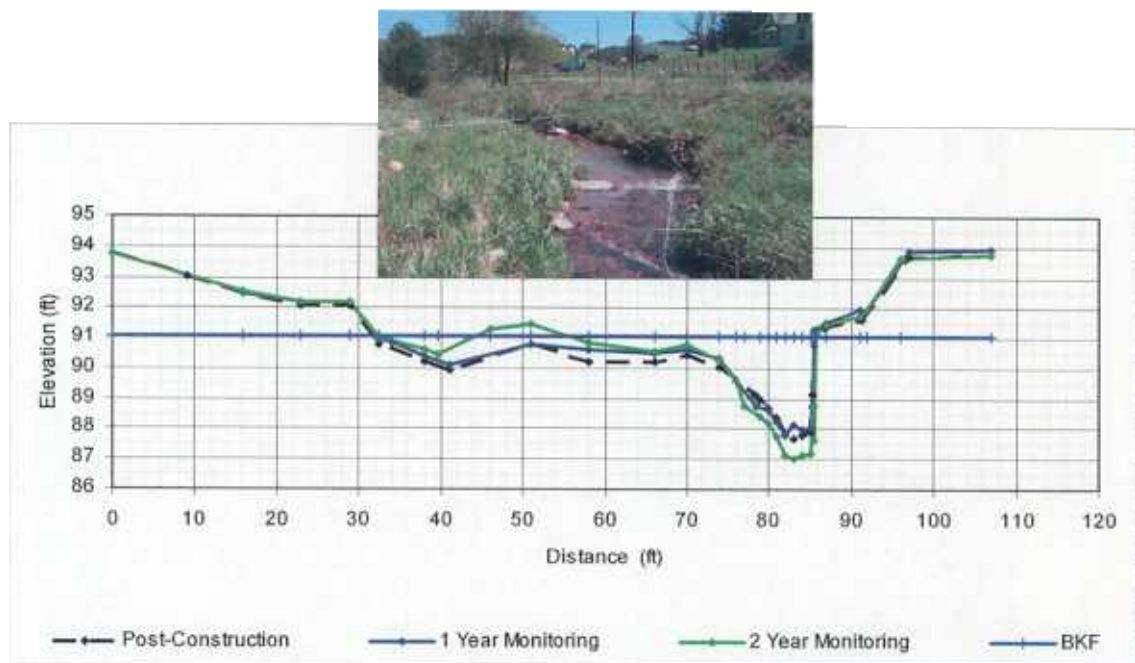 95
94
93
92
91
90
89
88
87
86
Elevation (ft)
0 10 20 30 40 50 60 70 80 90 100 110 120
Distance (ft)
Post-Construction 1 Year Monitoring 2 Year Monitoring BKF